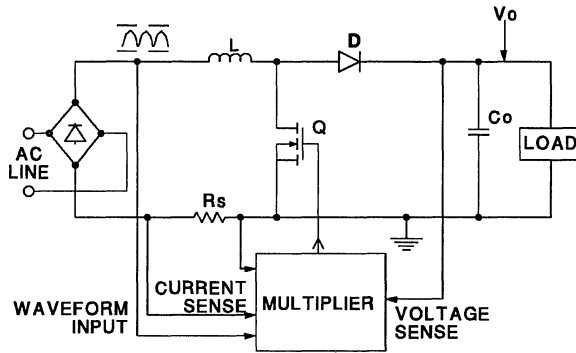 Vo
L
D
Q
Co
LOAD
AC
LINE
Rs
CURRENT
SENSE
MULTIPLIER
WAVEFORM
INPUT
VOLTAGE
SENSE